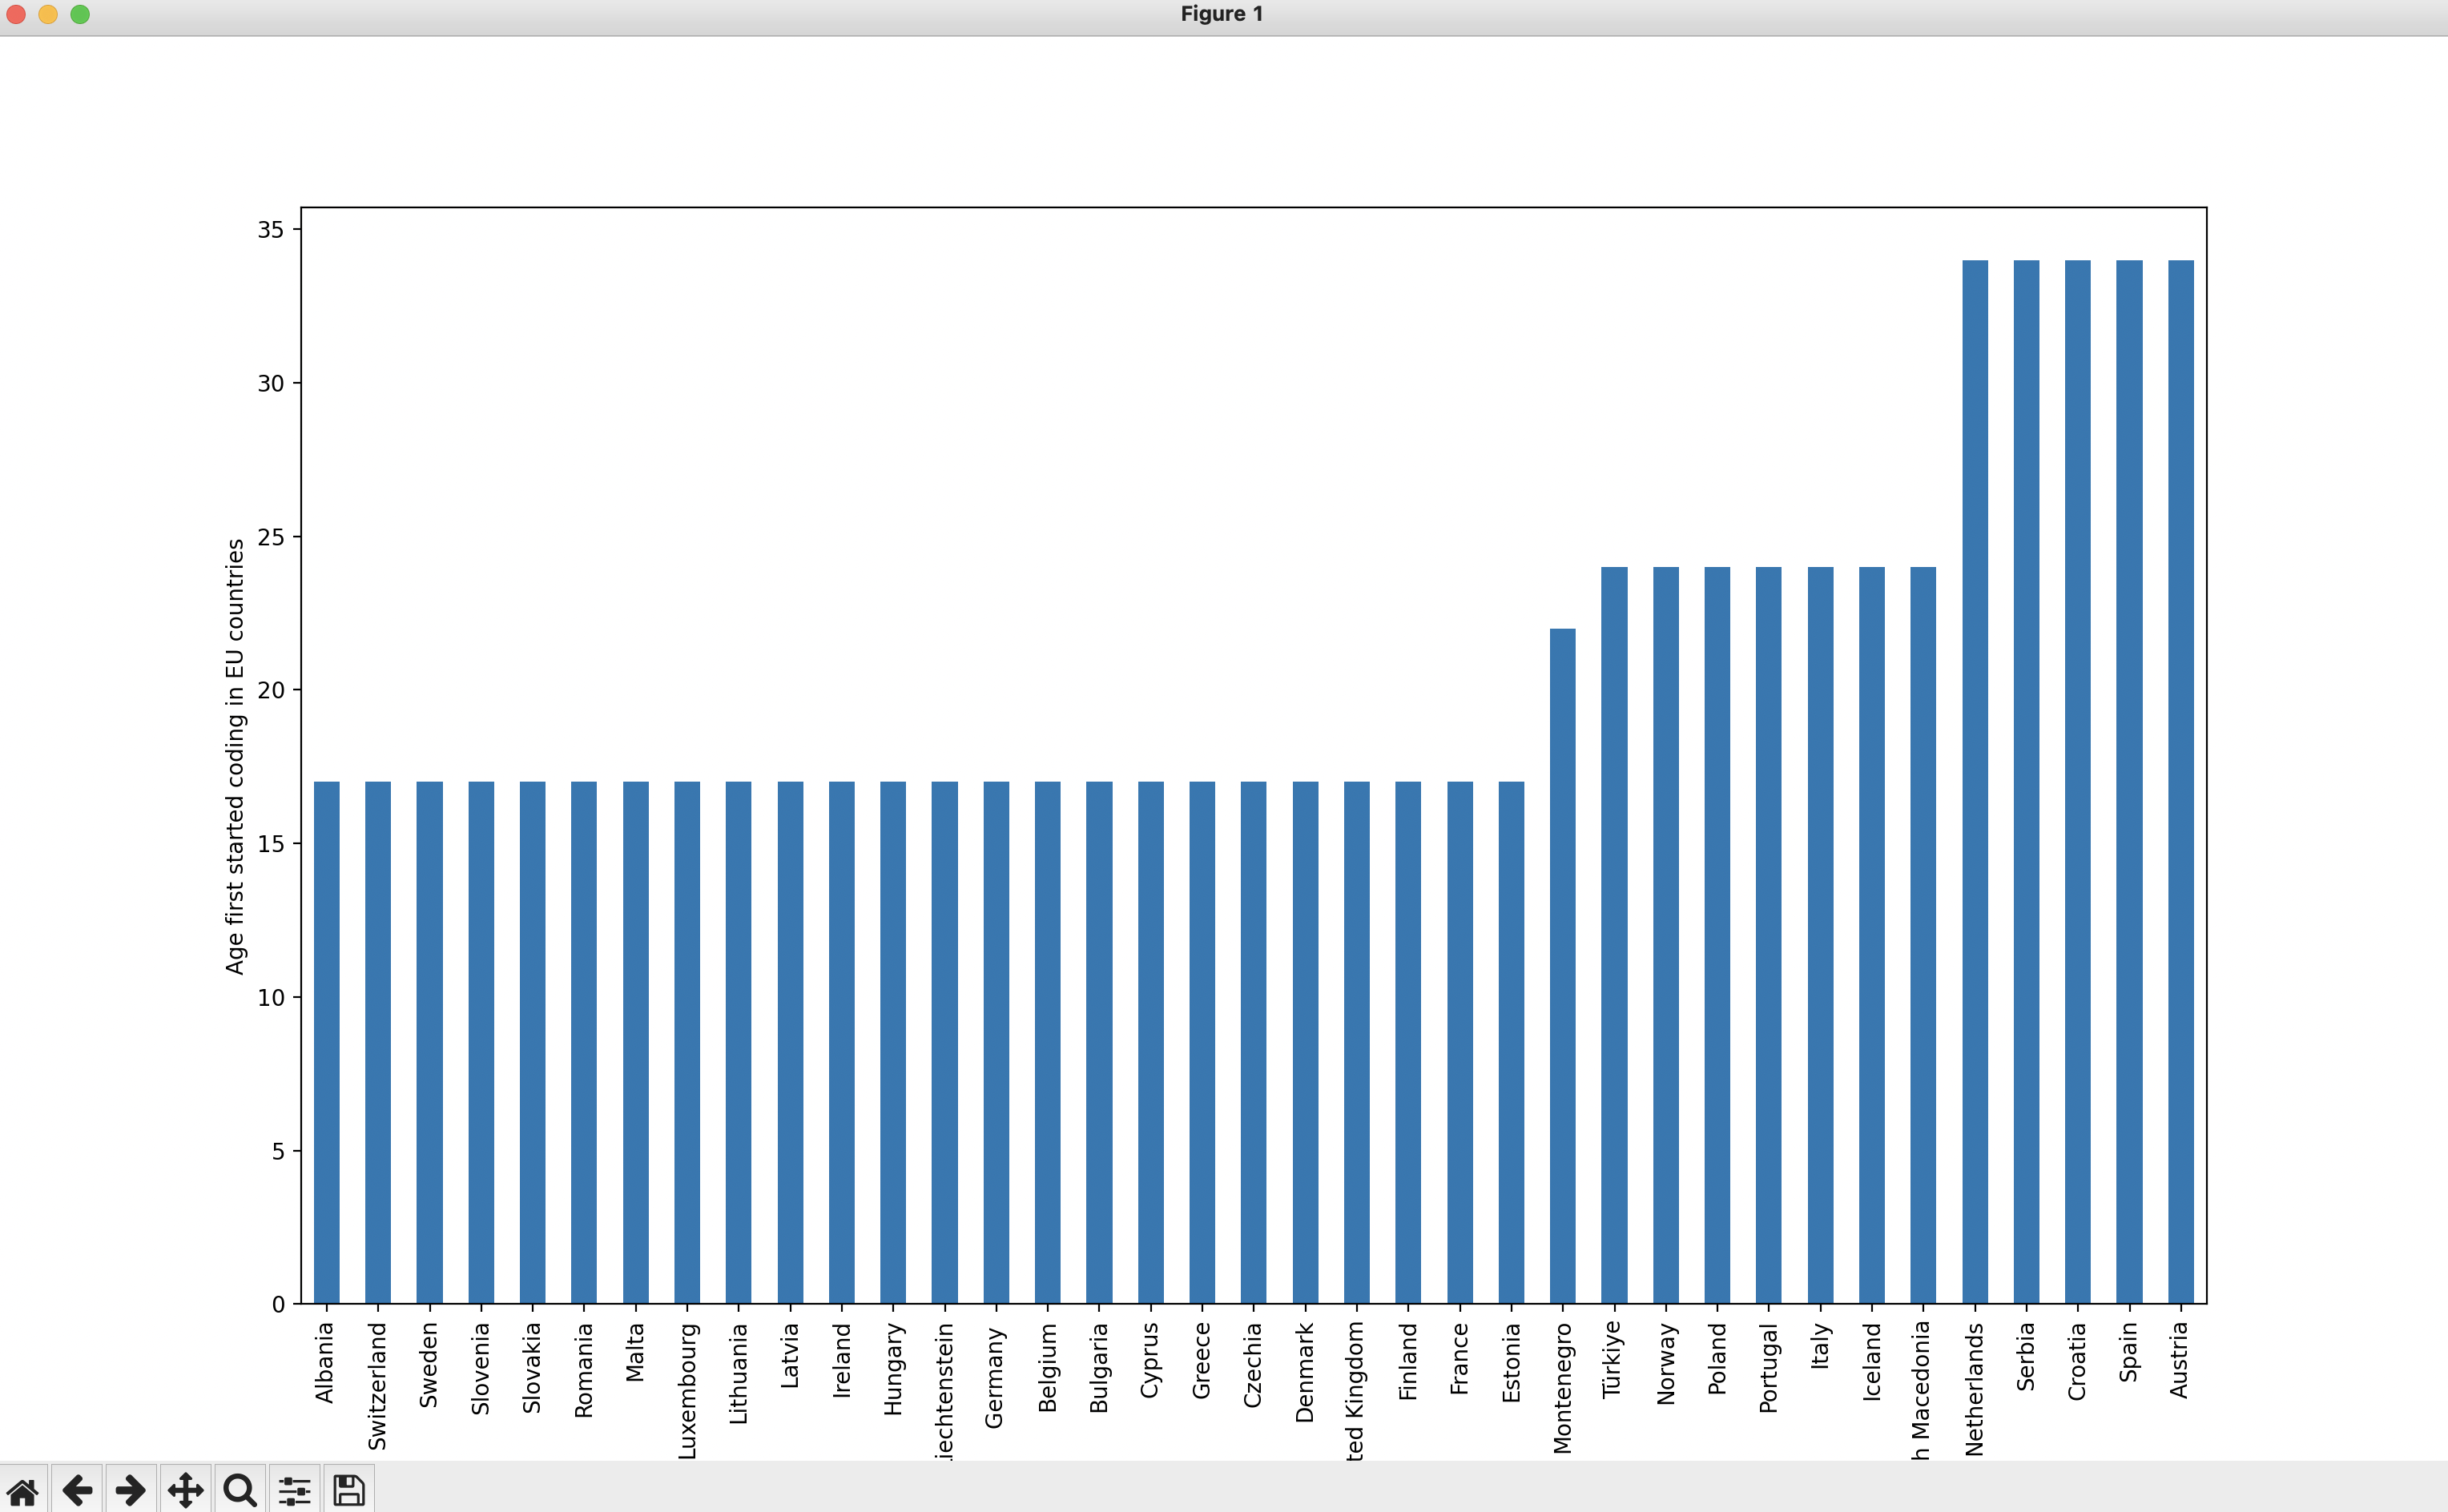 Figure 1
35
30
25
20
15
10
5
0
Age first started coding in EU countries
Albania
Switzerland
Sweden
Slovenia
Slovakia
Romania
Malta
Luxembourg
Lithuania
Latvia
Ireland
Hungary
iechtenstein
Germany
Belgium
Bulgaria
Cyprus
Greece
Czechia
Denmark
ted Kingdom
Finland
France
Estonia
Montenegro
Türkiye
Norway
Poland
Portugal
Italy
Iceland
h Macedonia
Netherlands
Serbia
Croatia
Spain
Austria